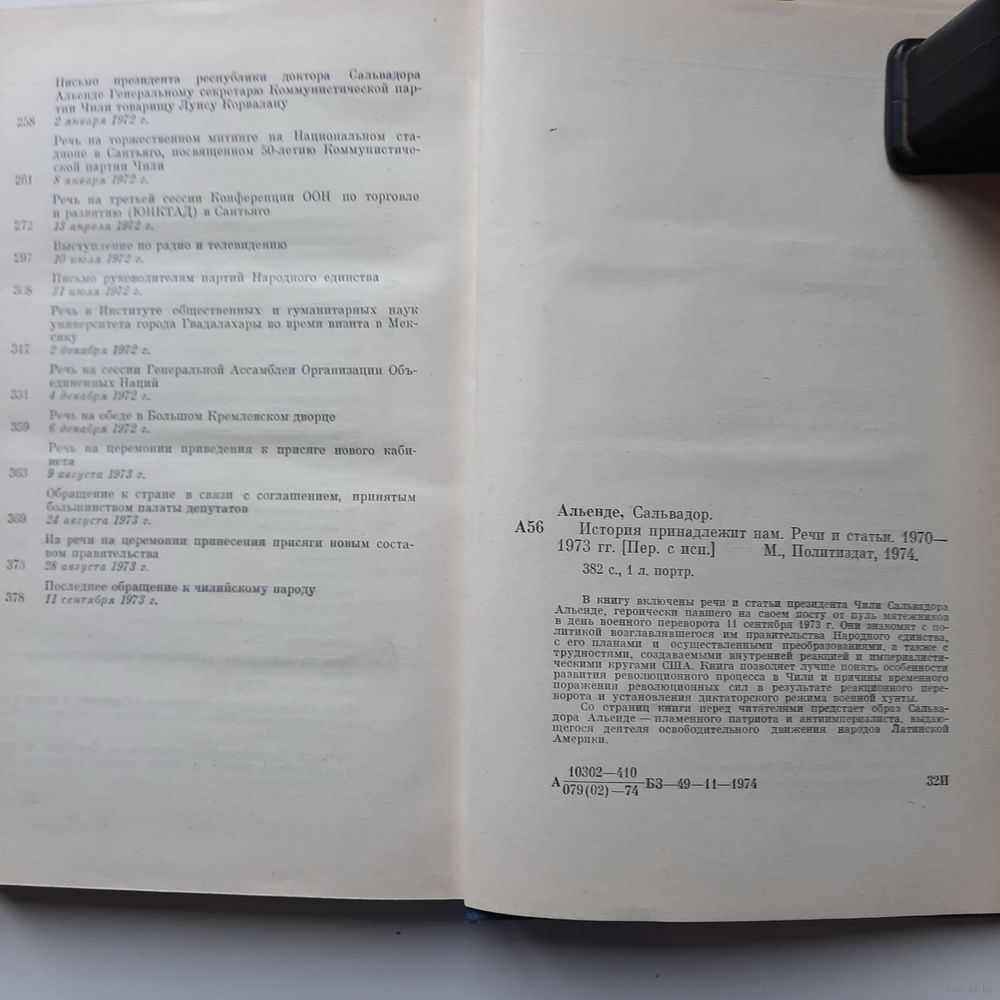 Письмо президента республики доктора Сальвадора
Альенде Генеральному секретарю Коммунистической пар-
тии Чили товарищу Луису Корвалану
258 2 января 1972 г.
Речь на торжественном митинге на Национальном ста-
дионе в Сантьяго, посвященном 50-летию Коммунистиче-
ской партии Чили
261 8 января 1972 г.
Речь на третьей сессии Конференции ООН по торговле
и развитию (ЮНКТАД) в Сантьяго
272 13 апреля 1972 г.
Выступление по радио и телевидению
297 10 июля 1972 г.
Письмо руководителям партий Народного единства
308 31 июля 1972 г.
Речь в Институте общественных и гуманитарных наук
университета города Гвадалахары во время визита в Мек-
сику
317 2 декабря 1972 г.
Речь на сессии Генеральной Ассамблеи Организации Объ-
единенных Наций
331 4 декабря 1972 г.
Речь на обеде в Большом Кремлевском дворце
359 6 декабря 1972 г.
Речь на церемонии приведения к присяге нового каби-
нета
363 9 августа 1973 г.
Обращение к стране в связи с соглашением, принятым
большинством палаты депутатов
369 24 августа 1973 г.
Из речи на церемонии принесения присяги новым соста-
вом правительства
373 28 августа 1973 г.
Последнее обращение к чилийскому народу
378 11 сентября 1973 г.
Альенде, Сальвадор.
А56 История принадлежит нам. Речи и статьи. 1970—
1973 гг. [Пер. с исп.] М., Политиздат, 1974.
382 с., 1 л. портр.
В книгу включены речи и статьи президента Чили Сальвадора
Альенде, героически павшего на своем посту от пуль мятежников
в день военного переворота 11 сентября 1973 г. Они знакомят с по-
литикой возглавлявшегося им правительства Народного единства,
с его планами и осуществленными преобразованиями, а также с
трудностями, создаваемыми внутренней реакцией и империалисти-
ческими кругами США. Книга позволяет лучше понять особенности
развития революционного процесса в Чили и причины временного
поражения революционных сил в результате реакционного пере-
ворота и установления диктаторского режима военной хунты.
Со страниц книги перед читателями предстает образ Сальва-
дора Альенде — пламенного патриота и антиимпериалиста, выдаю-
щегося деятеля освободительного движения народов Латинской
Америки.
10302—410
А БЗ—49—11—1974 32И
079(02)—74
www.ay.by